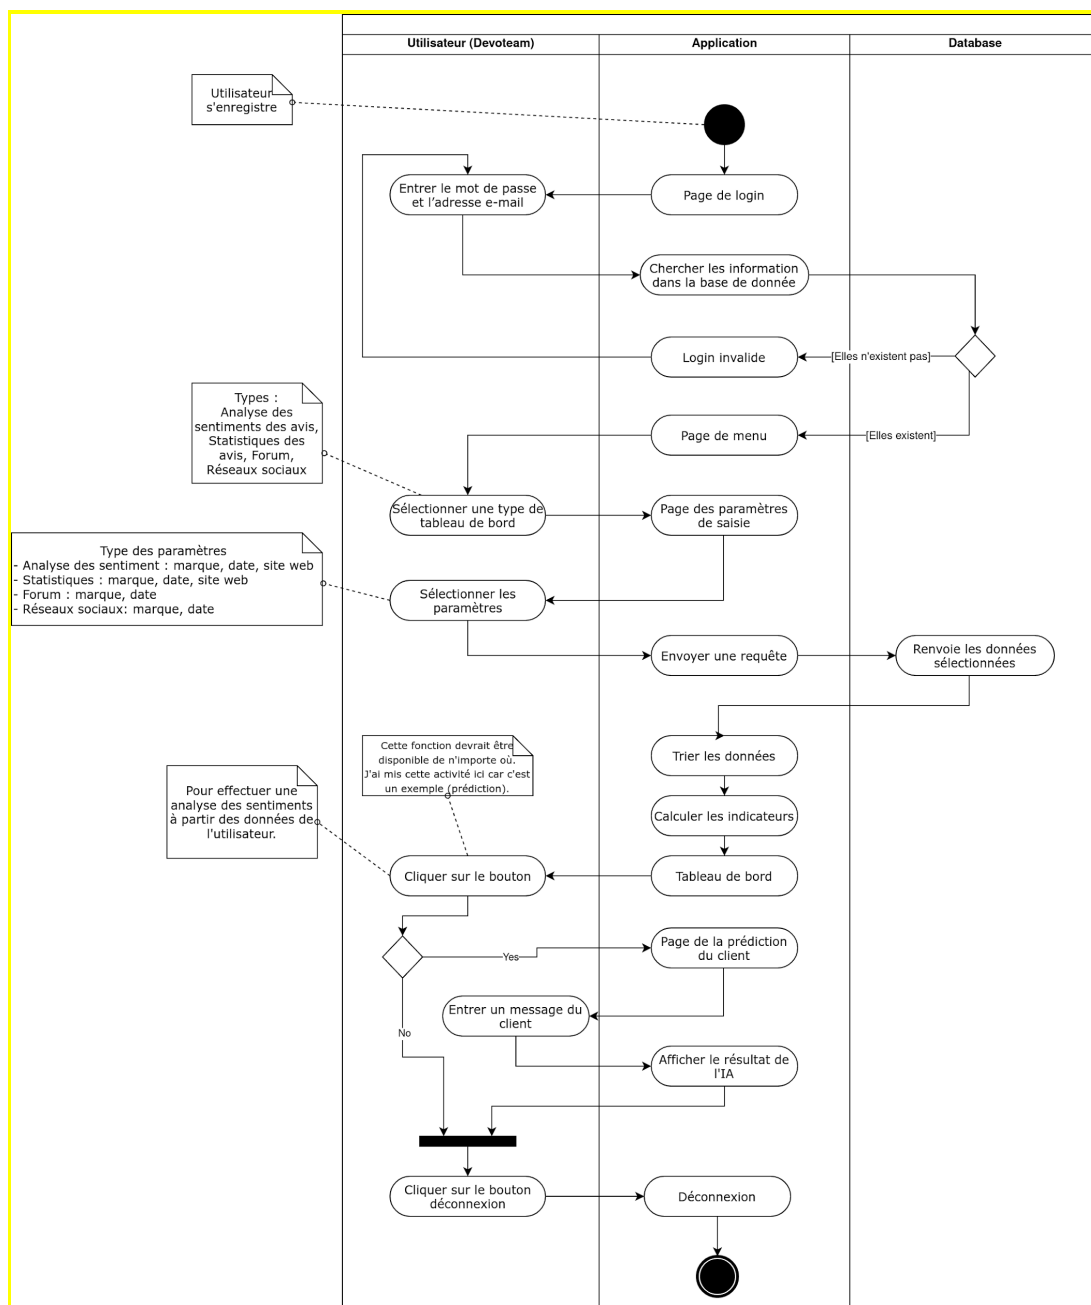 Utilisateur (Devoteam)
Application
Database
Utilisateur
s'enregistre
Entrer le mot de passe
et l'adresse e-mail
Page de login
Chercher les information
dans la base de donnée
Login invalide
[Elles n'existent pas]
Types :
Analyse des
sentiments des avis,
Statistiques des
avis, Forum,
Réseaux sociaux
Page de menu
[Elles existent]
Sélectionner une type de
tableau de bord
Page des paramètres
de saisie
Type des paramètres
- Analyse des sentiment : marque, date, site web
- Statistiques : marque, date, site web
- Forum : marque, date
- Réseaux sociaux: marque, date
Sélectionner les
paramètres
Envoyer une requête
Renvoie les données
sélectionnées
Cette fonction devrait être
disponible de n'importe où.
J'ai mis cette activité ici car c'est
un exemple (prédiction).
Trier les données
Pour effectuer une
analyse des sentiments
à partir des données de
l'utilisateur.
Calculer les indicateurs
Cliquer sur le bouton
Tableau de bord
Yes
Page de la prédiction
du client
Entrer un message du
client
No
Afficher le résultat de
l'IA
Cliquer sur le bouton
déconnexion
Déconnexion